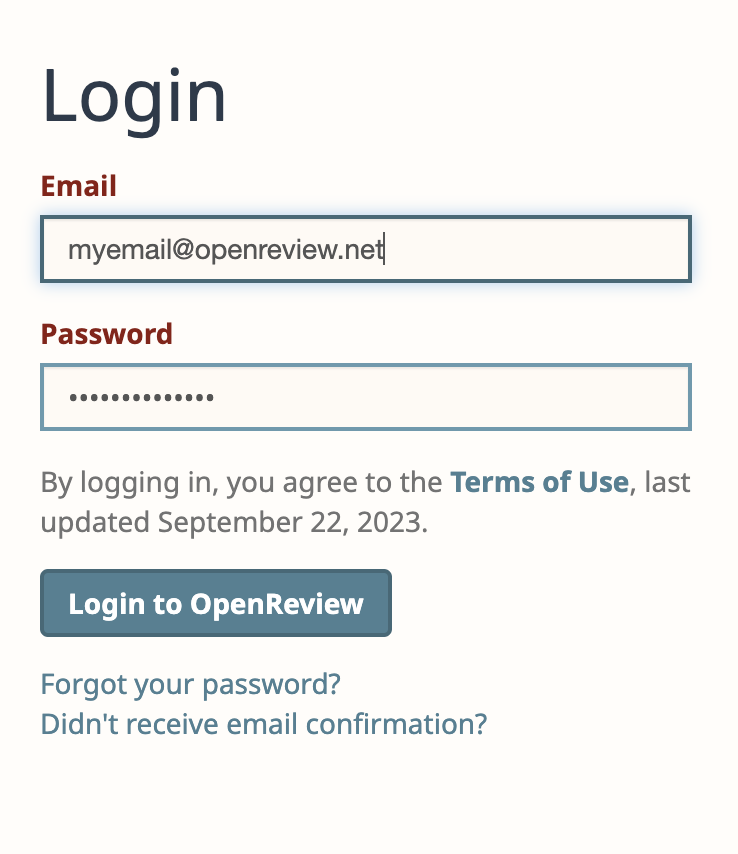 Login
Email
myemail@openreview.net
Password
••••••••••••••
By logging in, you agree to the Terms of Use, last
updated September 22, 2023.
Login to OpenReview
Forgot your password?
Didn't receive email confirmation?